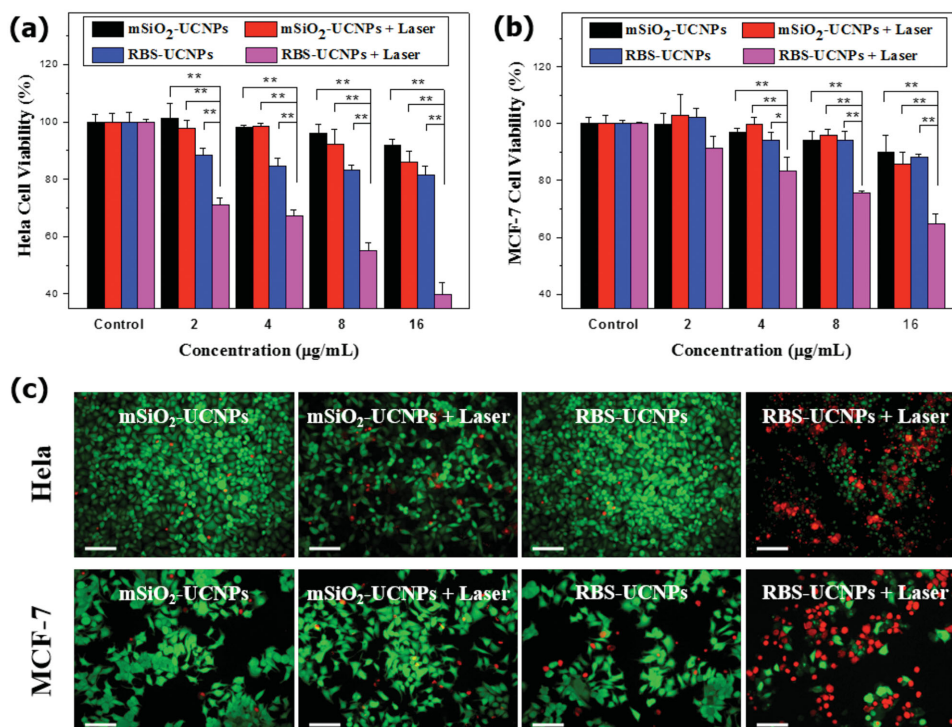 (a)
mSiO2-UCNPs
mSiO2-UCNPs + Laser
RBS-UCNPs
RBS-UCNPs + Laser
Hela Cell Viability (%)
120
100
80
60
40
**
**
**
**
**
**
**
**
**
**
**
**
Control
2
4
8
16
Concentration (µg/mL)
(b)
mSiO2-UCNPs
mSiO2-UCNPs + Laser
RBS-UCNPs
RBS-UCNPs + Laser
MCF-7 Cell Viability (%)
120
100
80
60
40
**
**
*
**
**
**
**
**
**
Control
2
4
8
16
Concentration (µg/mL)
(c)
Hela
mSiO2-UCNPs
mSiO2-UCNPs + Laser
RBS-UCNPs
RBS-UCNPs + Laser
MCF-7
mSiO2-UCNPs
mSiO2-UCNPs + Laser
RBS-UCNPs
RBS-UCNPs + Laser